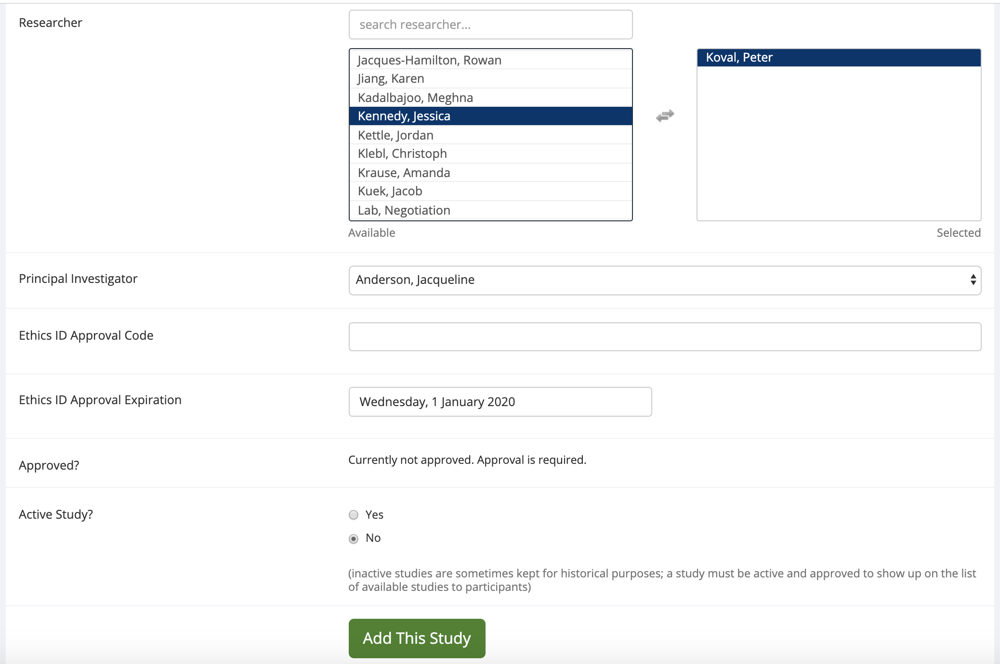 Researcher
search researcher...
Jacques-Hamilton, Rowan
Jiang, Karen
Kadalbajoo, Meghna
Kennedy, Jessica
Kettle, Jordan
Klebl, Christoph
Krause, Amanda
Kuek, Jacob
Lab, Negotiation
Available
Koval, Peter
Selected
Principal Investigator
Anderson, Jacqueline
Ethics ID Approval Code
Ethics ID Approval Expiration
Wednesday, 1 January 2020
Approved?
Currently not approved. Approval is required.
Active Study?
Yes
No
(inactive studies are sometimes kept for historical purposes; a study must be active and approved to show up on the list
of available studies to participants)
Add This Study